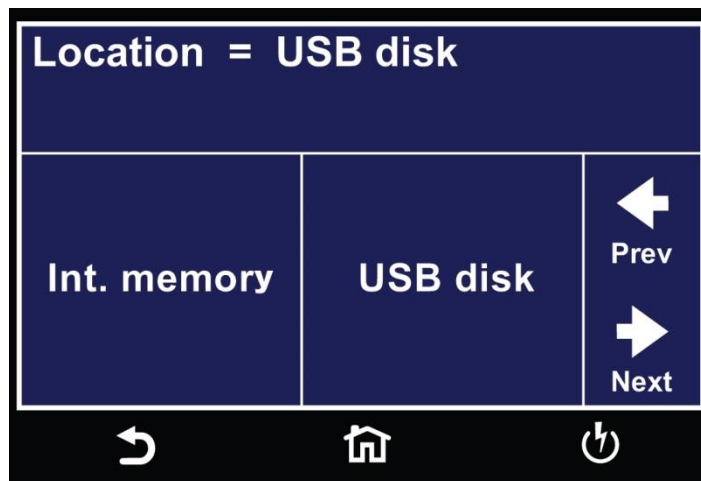 Location = USB disk
Int. memory
USB disk
Prev
Next